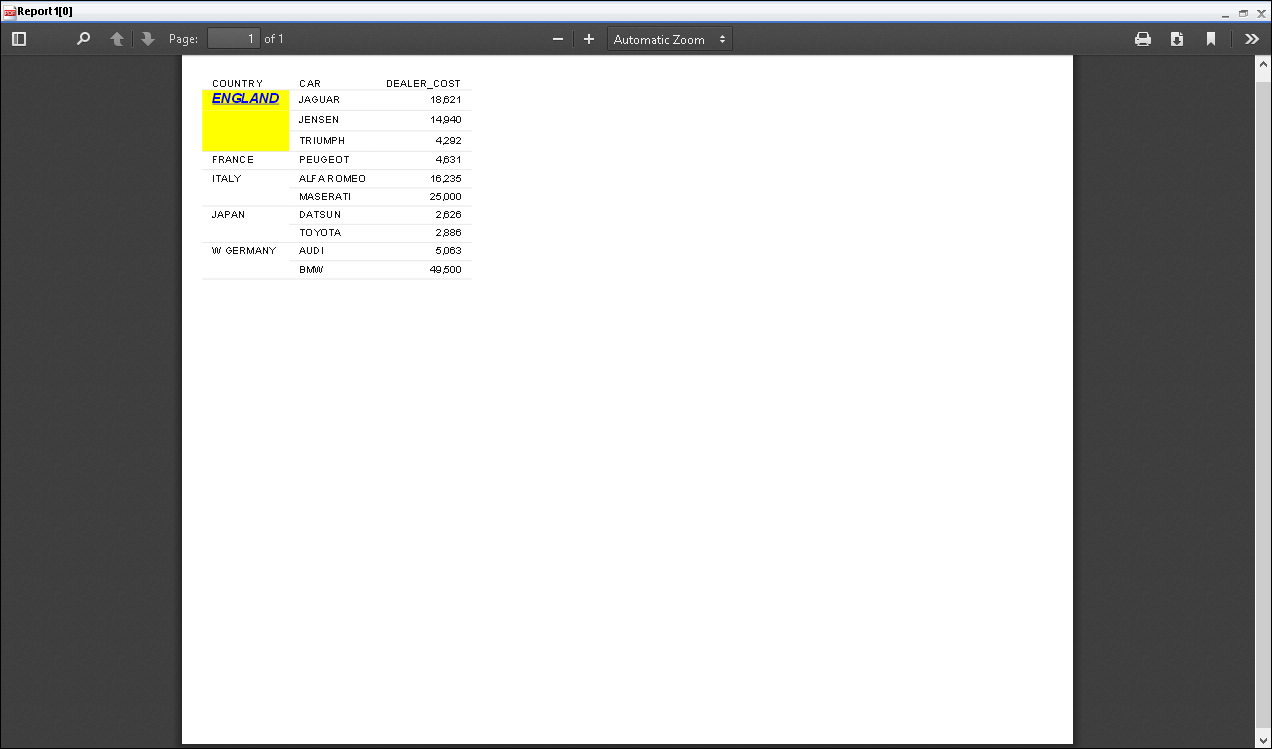 Report1[0]
Page: 1 of 1 Automatic Zoom
COUNTRY CAR DEALER_COST
ENGLAND JAGUAR 18,621
JENSEN 14,940
TRIUMPH 4,292
FRANCE PEUGEOT 4,631
ITALY ALFA ROMEO 16,235
MASERATI 25,000
JAPAN DATSUN 2,626
TOYOTA 2,886
W GERMANY AUDI 5,063
BMW 49,500